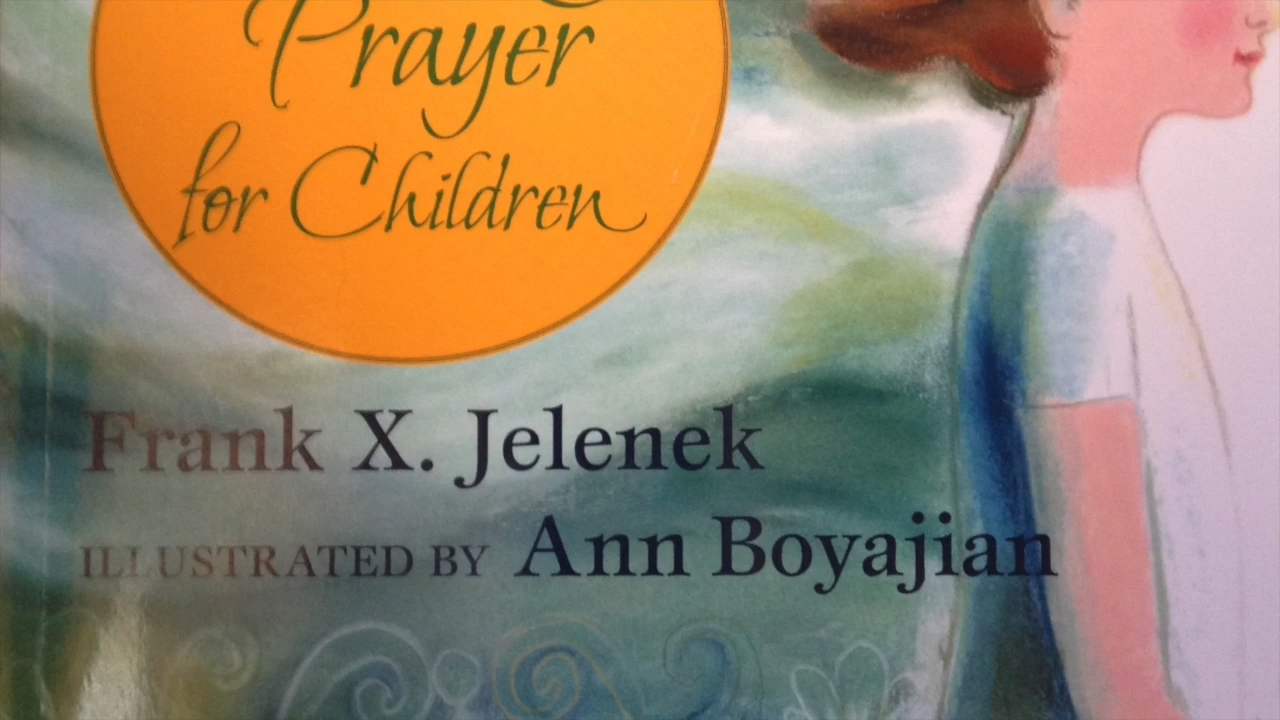 Prayer
for Children
Frank X. Jelenek
ILLUSTRATED BY Ann Boyajian